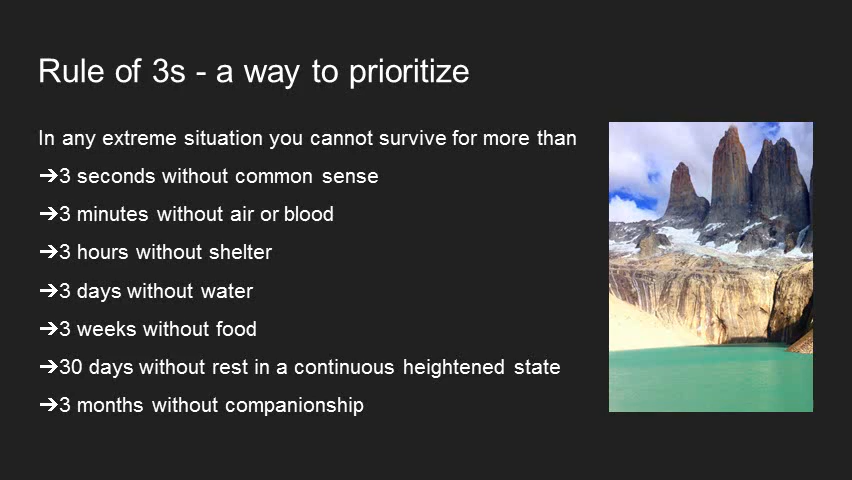 Rule of 3s - a way to prioritize
In any extreme situation you cannot survive for more than
➔3 seconds without common sense
➔3 minutes without air or blood
➔3 hours without shelter
➔3 days without water
➔3 weeks without food
➔30 days without rest in a continuous heightened state
➔3 months without companionship